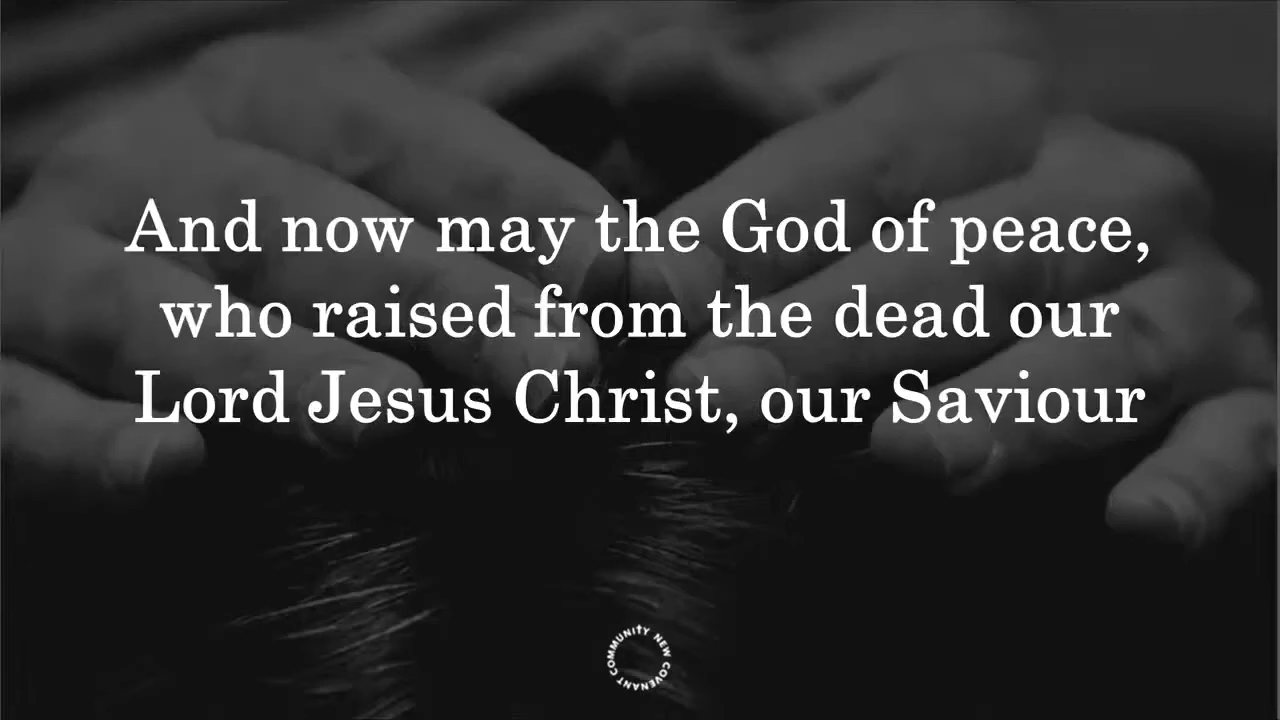 And now may the God of peace,
who raised from the dead our
Lord Jesus Christ, our Saviour
NEW COVENANT COMMUNITY